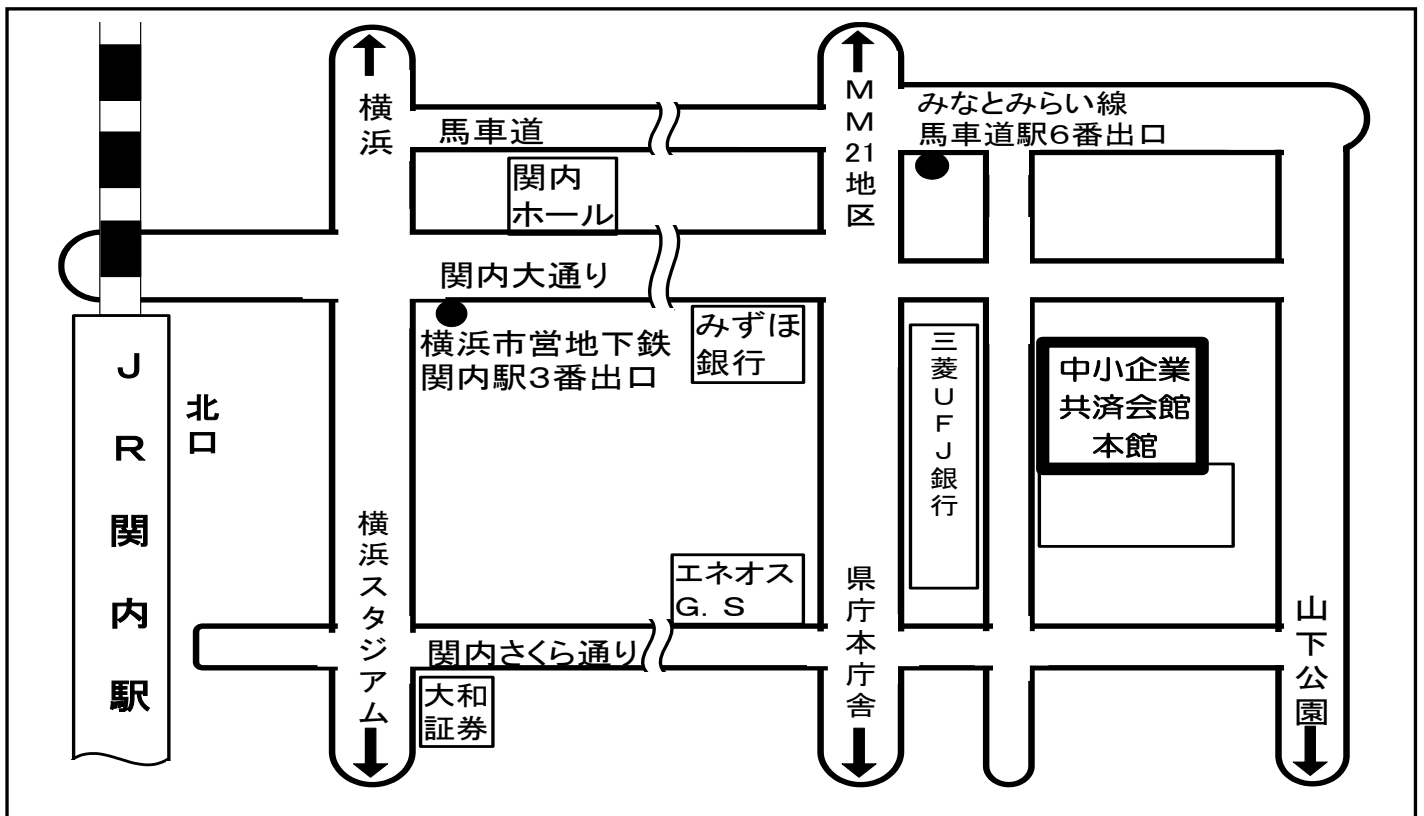 横浜
馬車道
関内
ホール
MM21地区
みなとみらい線
馬車道駅6番出口
関内大通り
横浜市営地下鉄
関内駅3番出口
みずほ
銀行
三菱UFJ銀行
中小企業
共済会館
本館
JR関内駅
北口
横浜スタジアム
エネオス
G.S
県庁本庁舎
関内さくら通り
大和
証券
山下公園